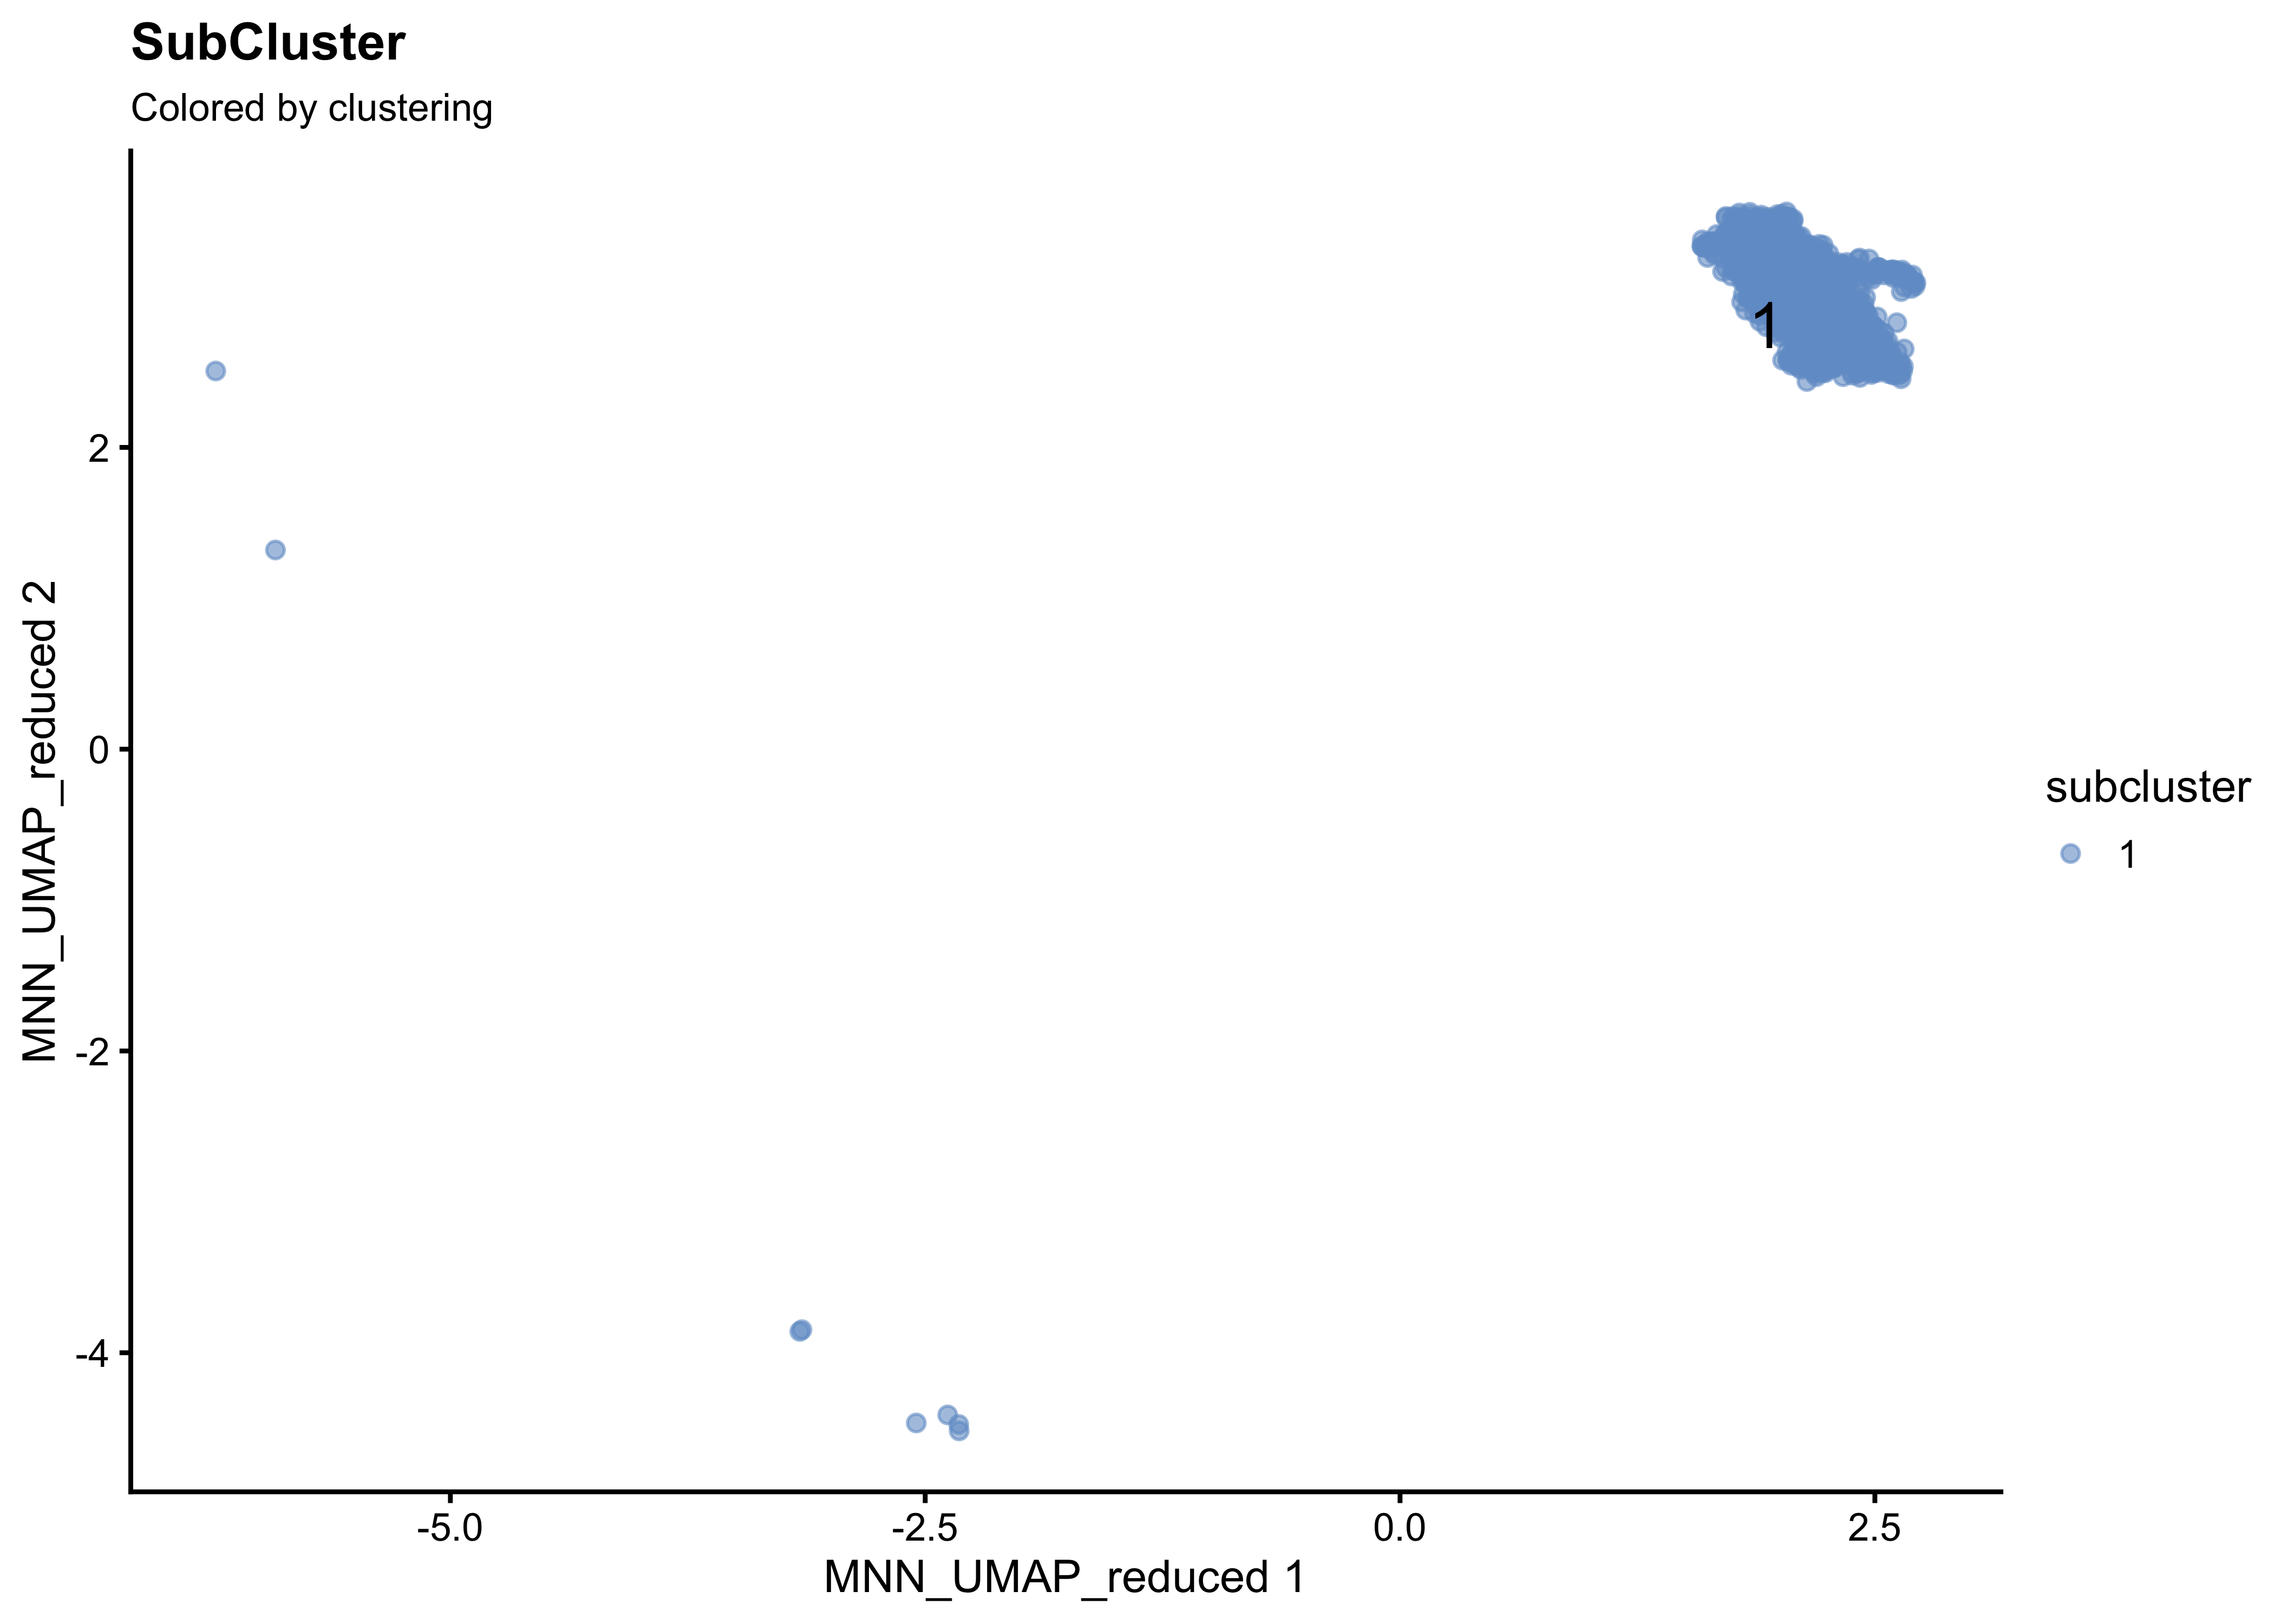 SubCluster
Colored by clustering
1
2
0
-2
-4
MNN_UMAP_reduced 2
-5.0
-2.5
0.0
2.5
MNN_UMAP_reduced 1
subcluster
1